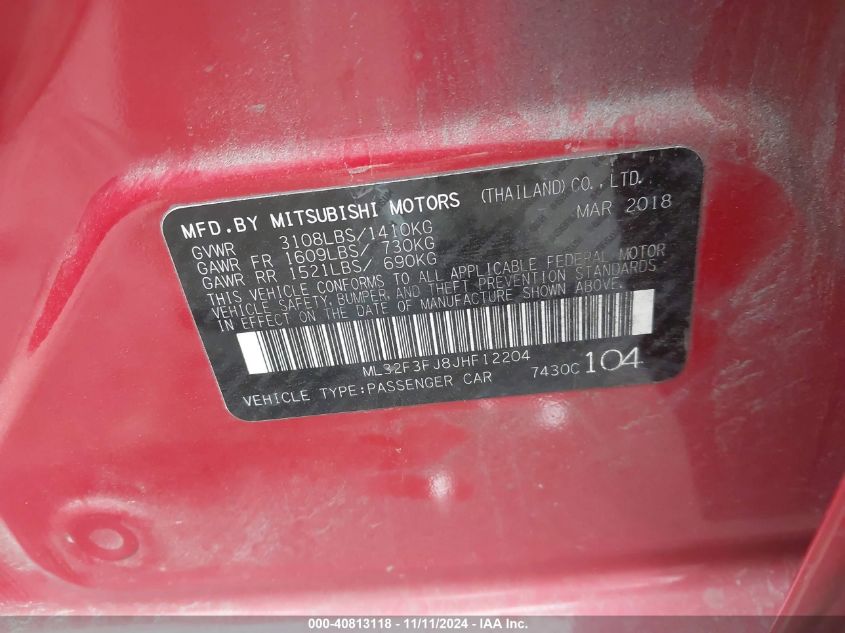 MFD.BY MITSUBISHI MOTORS (THAILAND)CO.,LTD.
MAR 2018
GVWR 3108LBS/1410KG
GAWR FR 1609LBS/ 730KG
GAWR RR 1521LBS/ 690KG
THIS VEHICLE CONFORMS TO ALL APPLICABLE FEDERAL MOTOR
VEHICLE SAFETY, BUMPER, AND THEFT PREVENTION STANDARDS
IN EFFECT ON THE DATE OF MANUFACTURE SHOWN ABOVE.
ML32F3FJ8JHF12204
VEHICLE TYPE:PASSENGER CAR 7430C 104
000-40813118 - 11/11/2024 - IAA Inc.